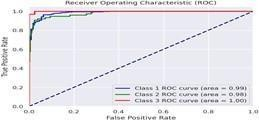 Receiver Operating Characteristic (ROC)
True Positive Rate
1.0
0.8
0.6
0.4
0.2
0.0
Class 1 ROC curve (area = 0.99)
Class 2 ROC curve (area = 0.98)
Class 3 ROC curve (area = 1.00)
0.0 0.2 0.4 0.6 0.8 1.0
False Positive Rate